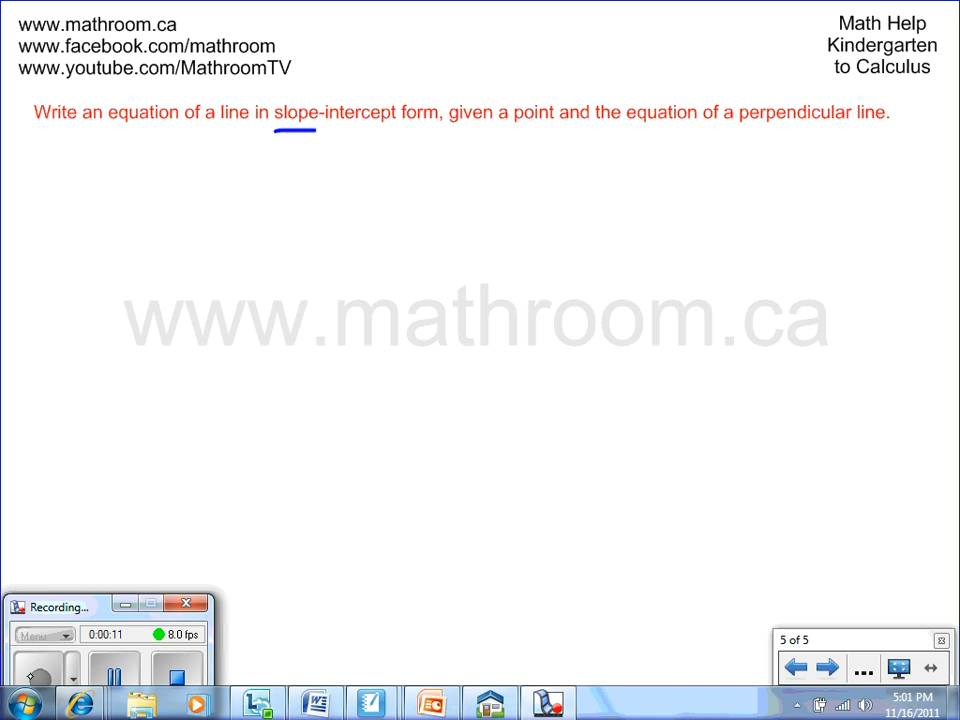 www.mathroom.ca
www.facebook.com/mathroom
www.youtube.com/MathroomTV
Math Help
Kindergarten
to Calculus
Write an equation of a line in slope-intercept form, given a point and the equation of a perpendicular line.
www.mathroom.ca
Recording...
Menu
0:00:11
8.0 fps
5 of 5
...
5:01 PM
11/16/2011